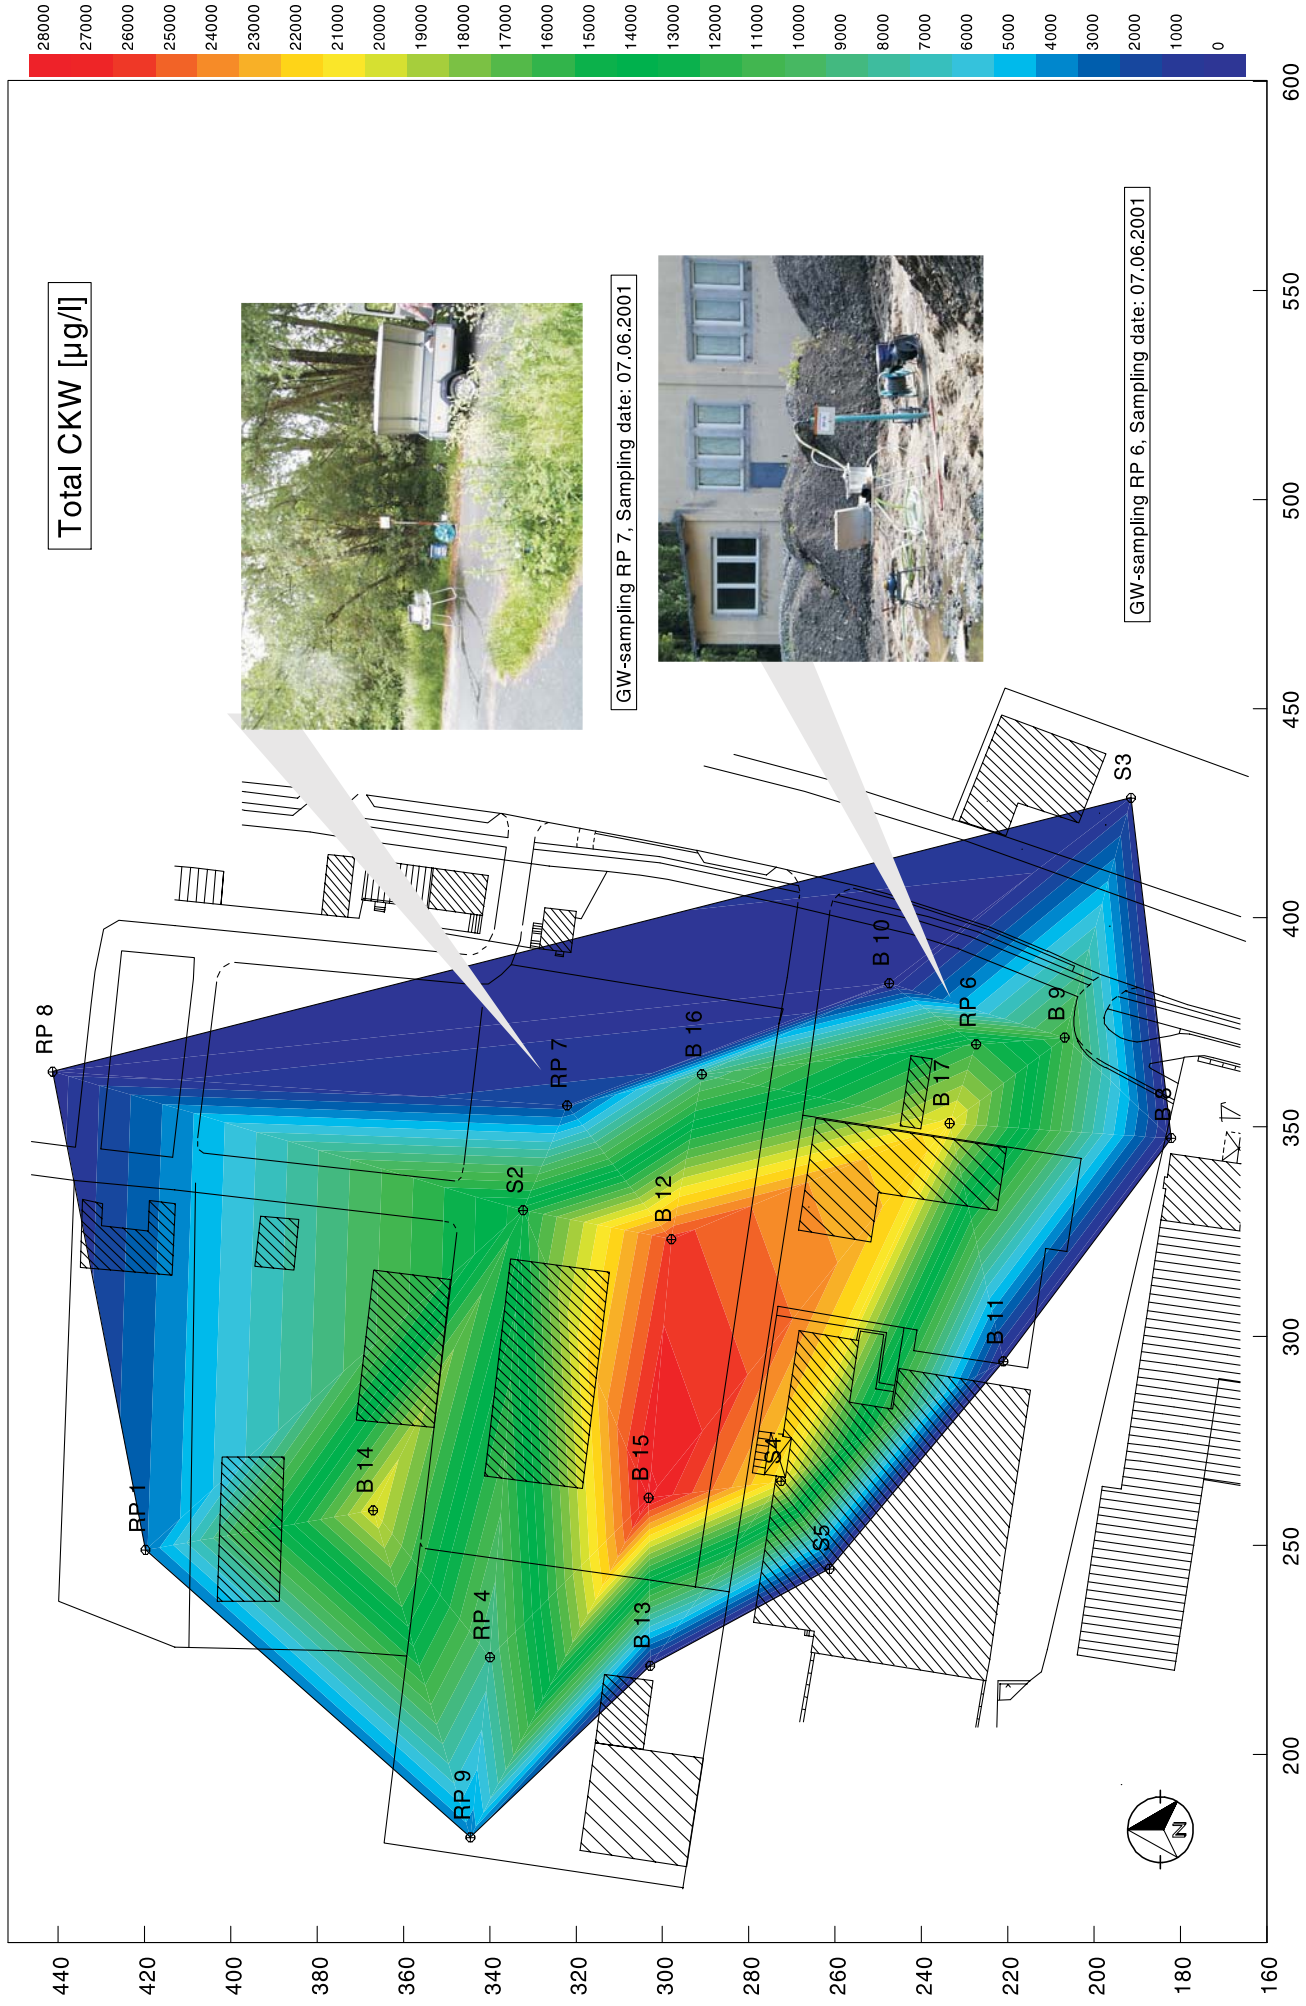 Total CKW [µg/l]
28000
27000
26000
25000
24000
23000
22000
21000
20000
19000
18000
17000
16000
15000
14000
13000
12000
11000
10000
9000
8000
7000
6000
5000
4000
3000
2000
1000
0
GW-sampling RP 7, Sampling date: 07.06.2001
GW-sampling RP 6, Sampling date: 07.06.2001
RP 8
RP 1
B 14
S2
RP 7
RP 4
RP 9
B 12
B 16
B 15
B 13
S4
S5
B 10
RP 6
B 17
B 9
B 11
B 8
S3
N
440
420
400
380
360
340
320
300
280
260
240
220
200
180
160
200
250
300
350
400
450
500
550
600